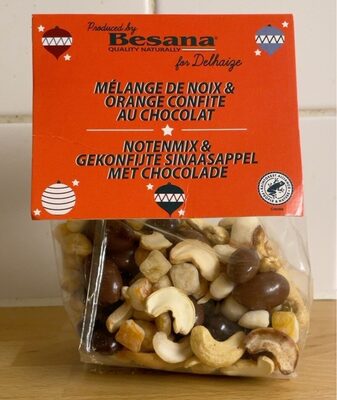 Produced by
Besana®
QUALITY NATURALLY
for Delhaize
MÉLANGE DE NOIX &
ORANGE CONFITE
AU CHOCOLAT
NOTENMIX &
GEKONFIJTE SINAASAPPEL
MET CHOCOLADE